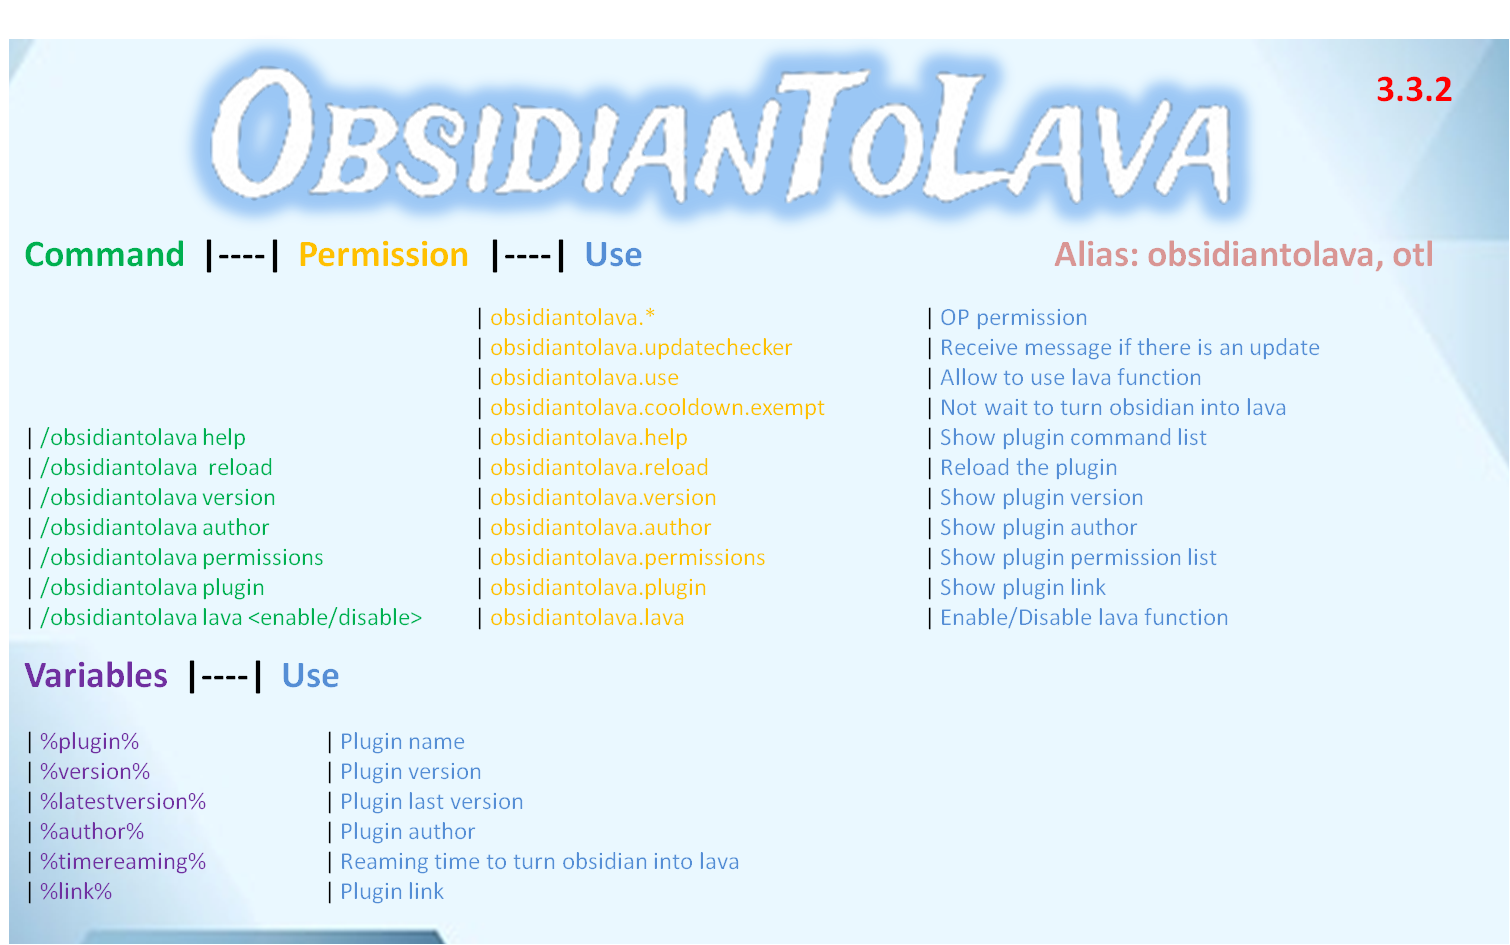 ObsidianToLava
3.3.2
Command |----| Permission |----| Use Alias: obsidiantolava, otl
| obsidiantolava.* | OP permission
| obsidiantolava.updatechecker | Receive message if there is an update
| obsidiantolava.use | Allow to use lava function
| obsidiantolava.cooldown.exempt | Not wait to turn obsidian into lava
| /obsidiantolava help | obsidiantolava.help | Show plugin command list
| /obsidiantolava reload | obsidiantolava.reload | Reload the plugin
| /obsidiantolava version | obsidiantolava.version | Show plugin version
| /obsidiantolava author | obsidiantolava.author | Show plugin author
| /obsidiantolava permissions | obsidiantolava.permissions | Show plugin permission list
| /obsidiantolava plugin | obsidiantolava.plugin | Show plugin link
| /obsidiantolava lava <enable/disable> | obsidiantolava.lava | Enable/Disable lava function
Variables |----| Use
| %plugin% | Plugin name
| %version% | Plugin version
| %latestversion% | Plugin last version
| %author% | Plugin author
| %timereaming% | Reaming time to turn obsidian into lava
| %link% | Plugin link